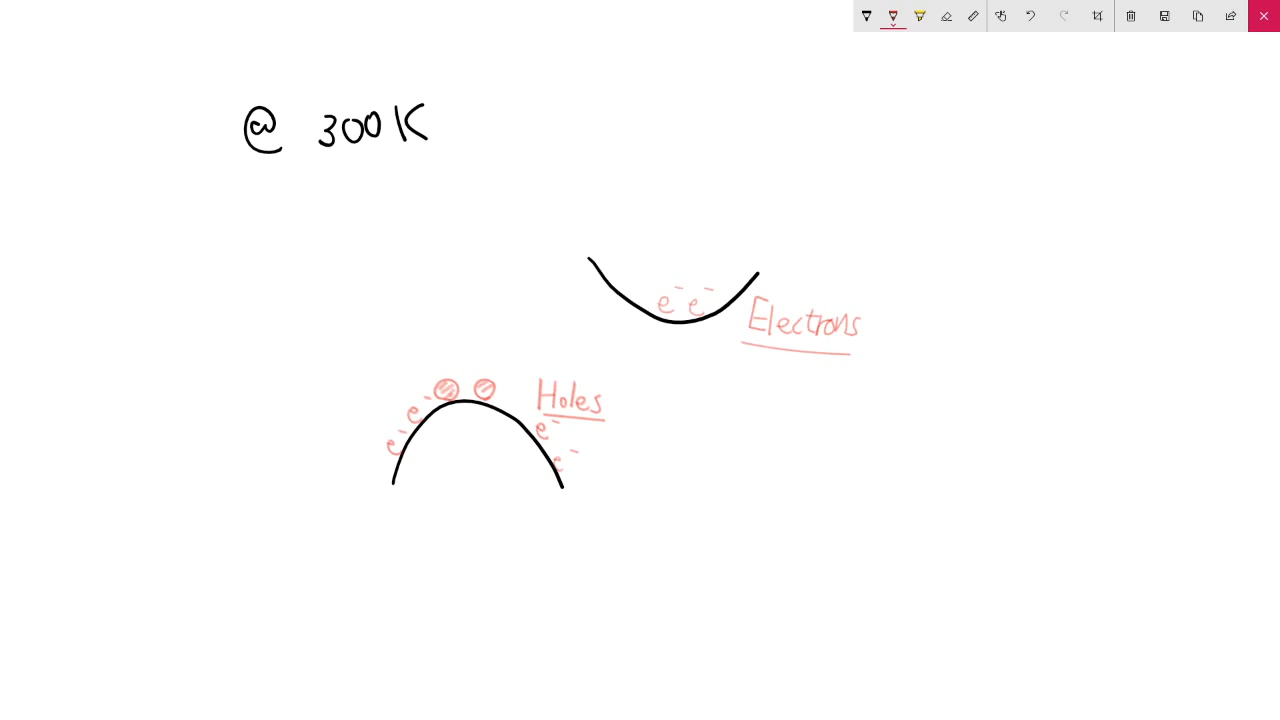 @ 300K
e⁻ e⁻
Electrons
Holes
e⁻
e⁻
e⁻
e⁻